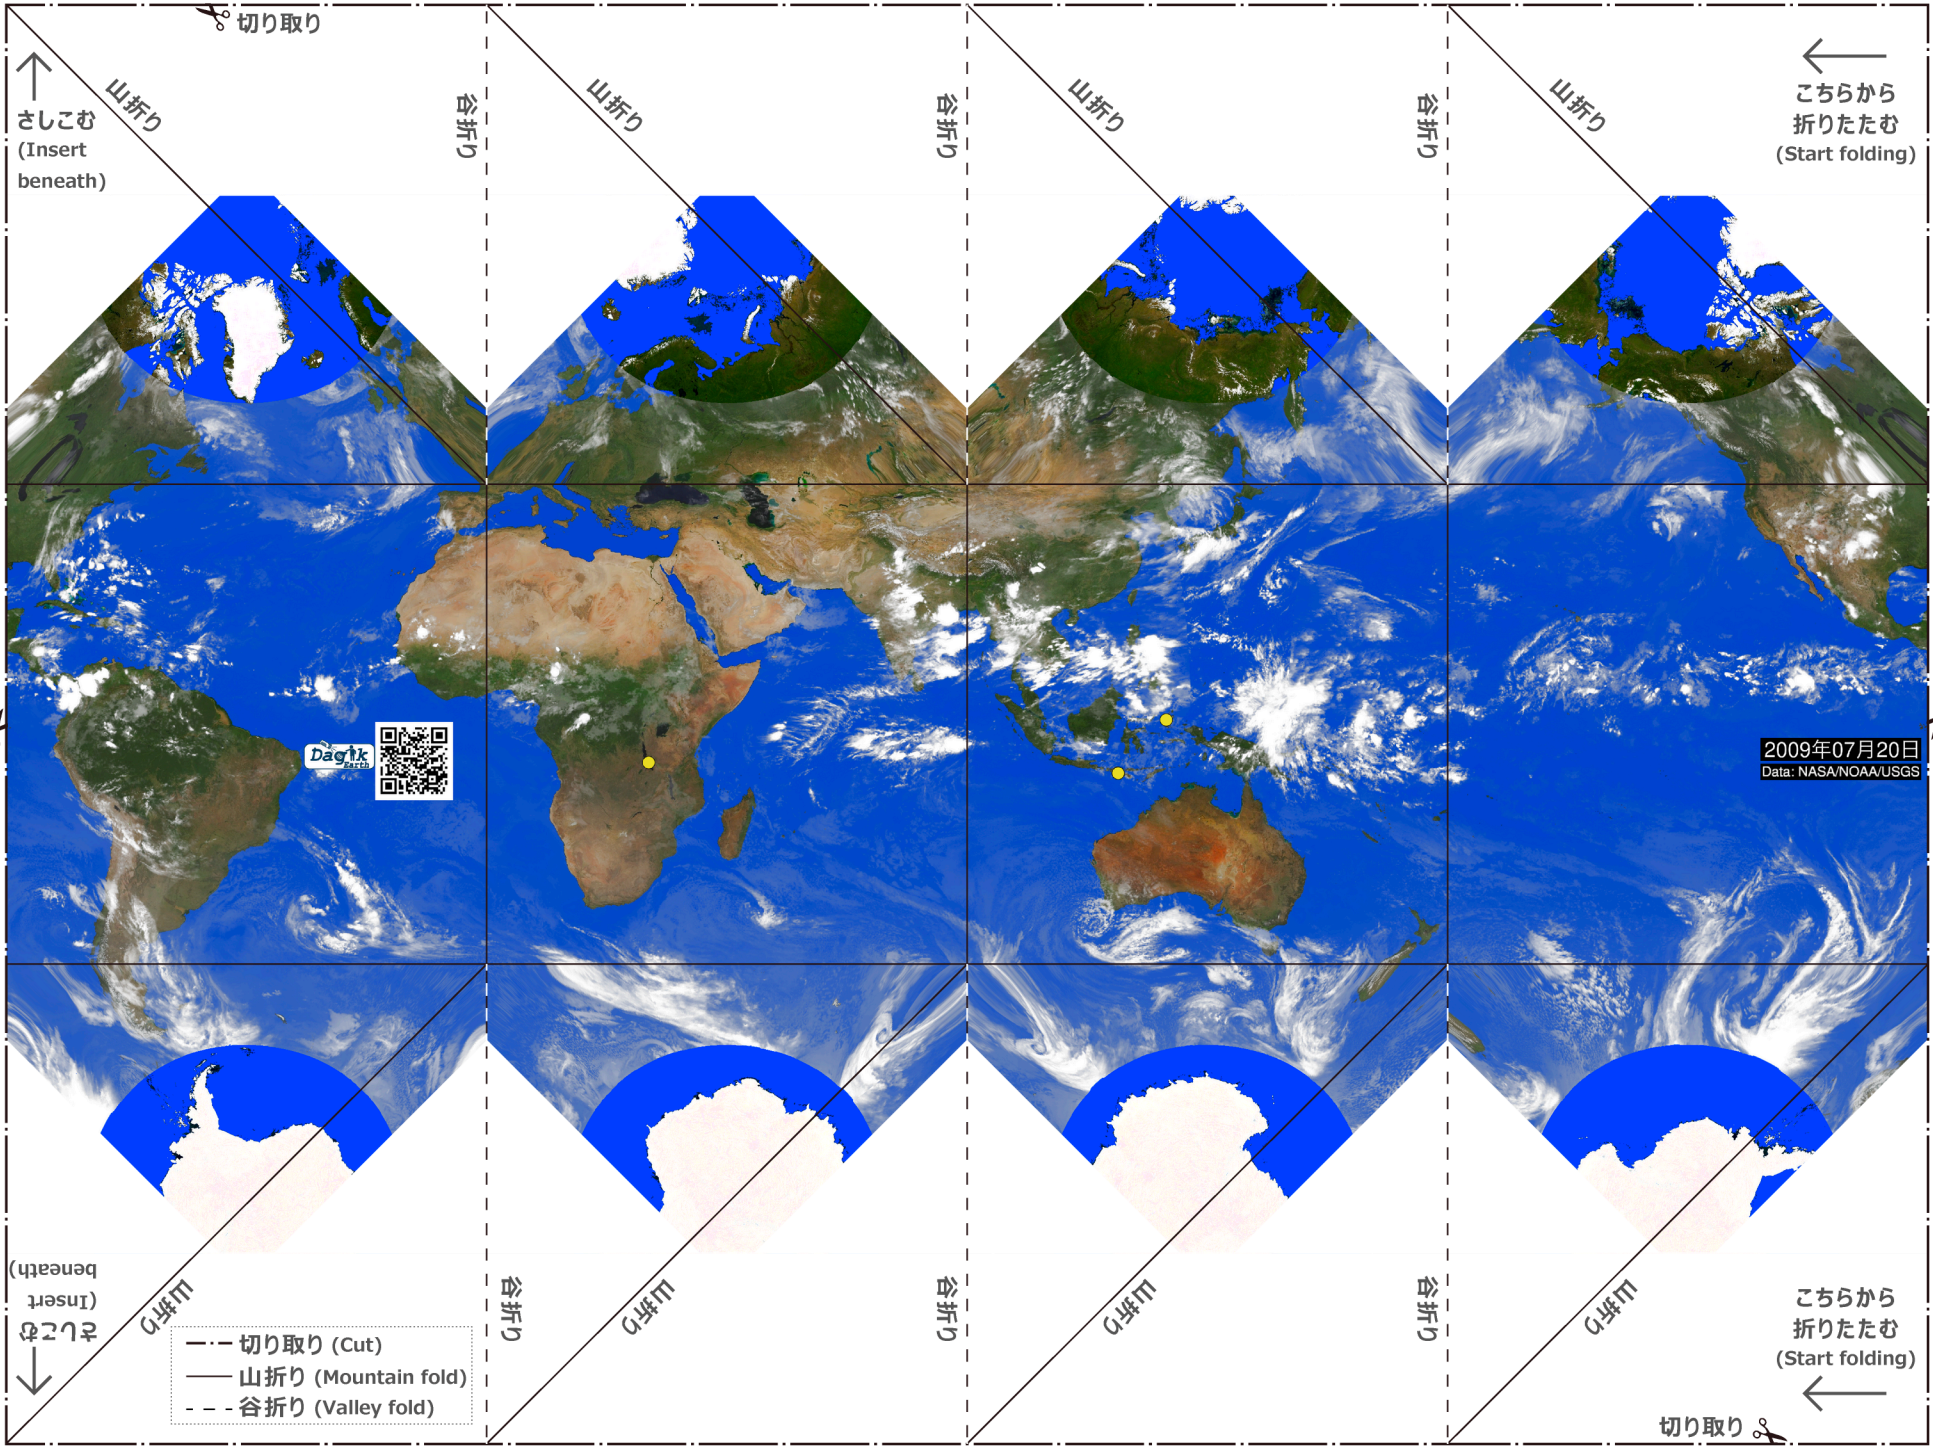 切り取り
山折り
谷折り
山折り
谷折り
山折り
谷折り
山折り
さしこむ
(Insert
beneath)
こちらから
折りたたむ
(Start folding)
Dagik
Earth
2009年07月20日
Data: NASA/NOAA/USGS
さしこむ
(Insert
beneath)
山折り
谷折り
山折り
谷折り
山折り
谷折り
山折り
切り取り (Cut)
山折り (Mountain fold)
谷折り (Valley fold)
こちらから
折りたたむ
(Start folding)
切り取り